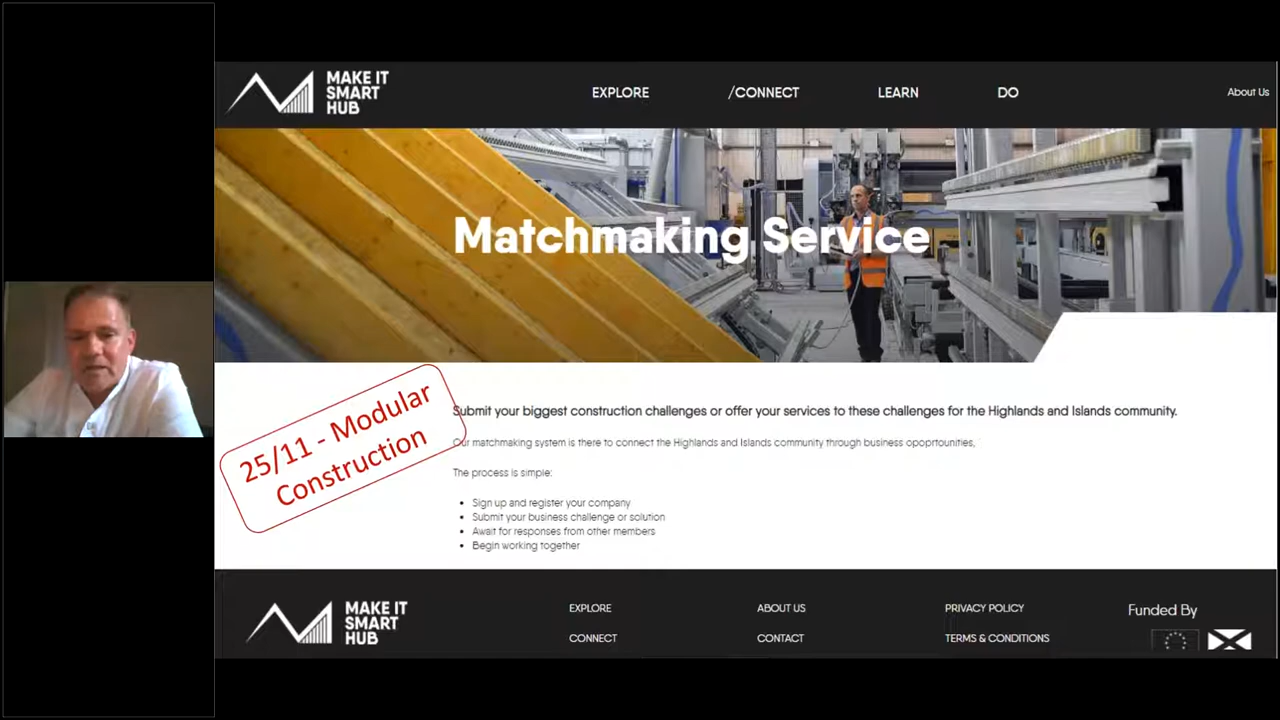 MAKE IT
SMART
HUB
EXPLORE
/CONNECT
LEARN
DO
About Us
Matchmaking Service
25/11 - Modular
Construction
Submit your biggest construction challenges or offer your services to these challenges for the Highlands and Islands community.
Our matchmaking system is there to connect the Highlands and Islands community through business opoprtounities,
The process is simple:
• Sign up and register your company
• Submit your business challenge or solution
• Await for responses from other members
• Begin working together
MAKE IT
SMART
HUB
EXPLORE
CONNECT
ABOUT US
CONTACT
PRIVACY POLICY
TERMS & CONDITIONS
Funded By